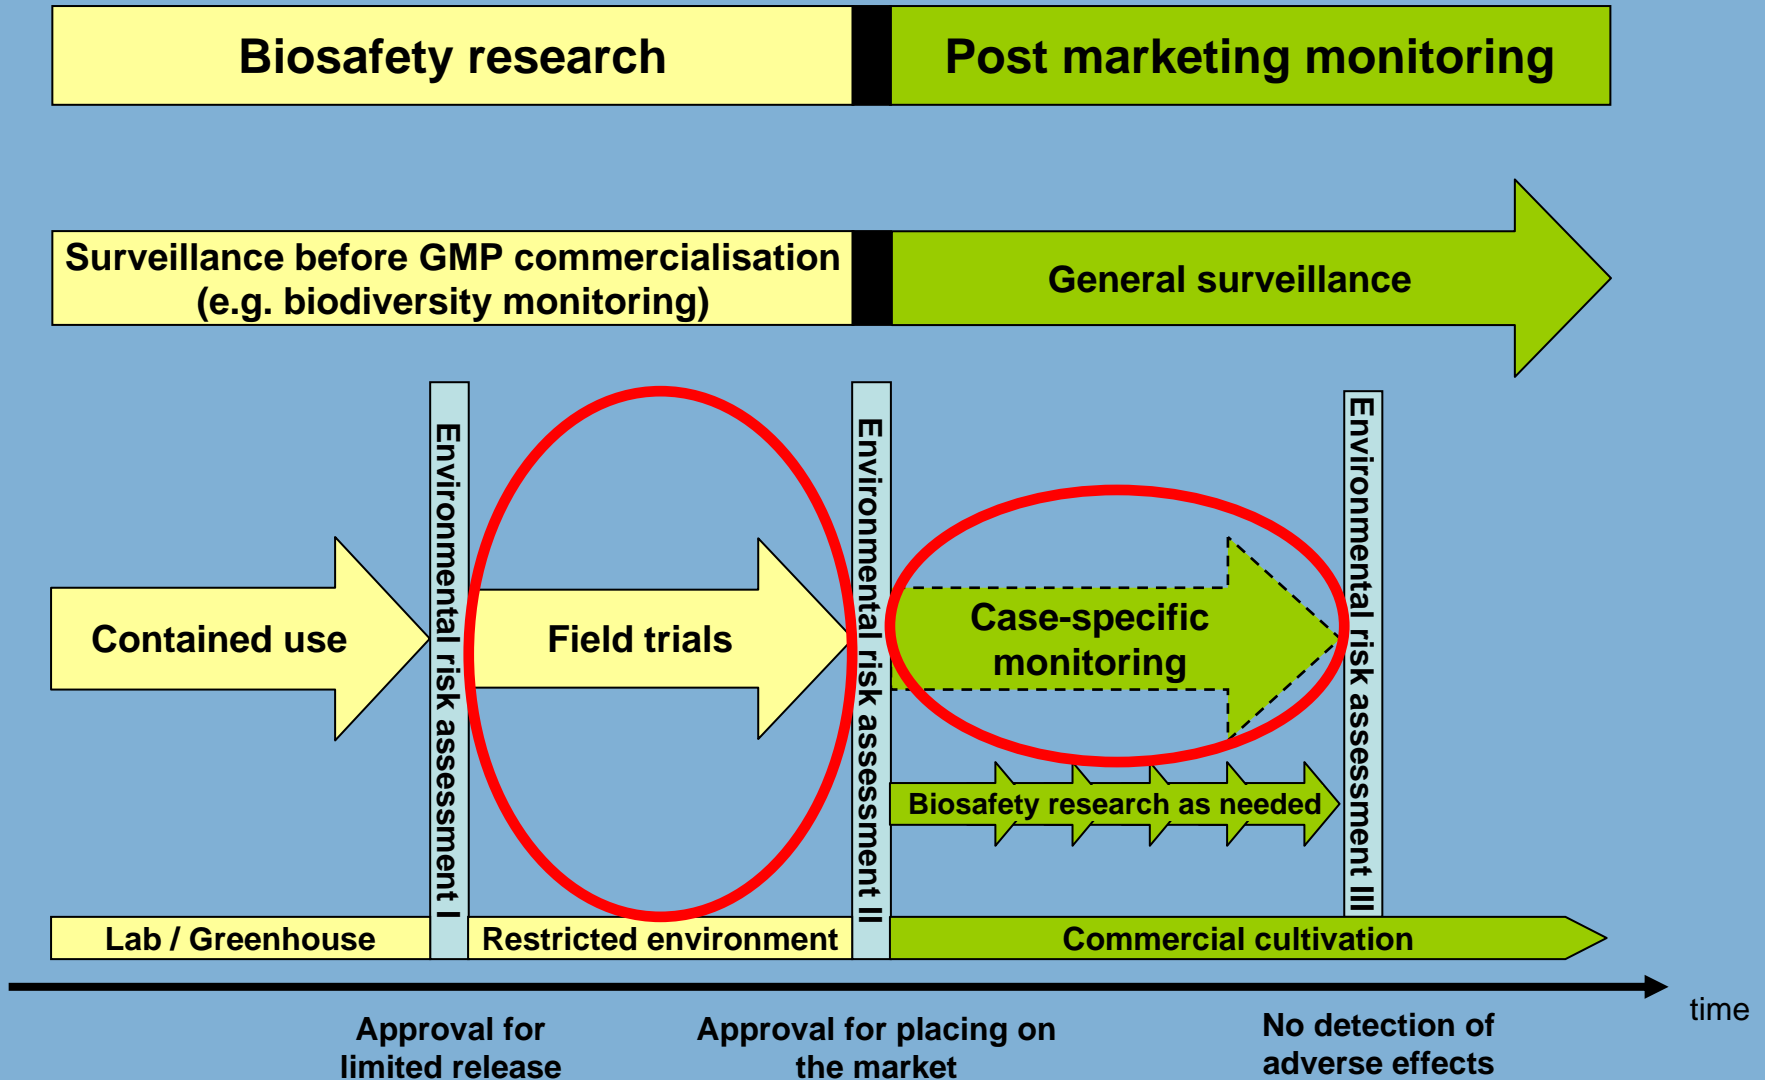 Biosafety research
Post marketing monitoring
Surveillance before GMP commercialisation
(e.g. biodiversity monitoring)
General surveillance
Environmental risk assessment I
Environmental risk assessment II
Environmental risk assessment III
Contained use
Field trials
Case-specific
monitoring
Biosafety research as needed
Lab / Greenhouse
Restricted environment
Commercial cultivation
time
Approval for
limited release
Approval for placing on
the market
No detection of
adverse effects